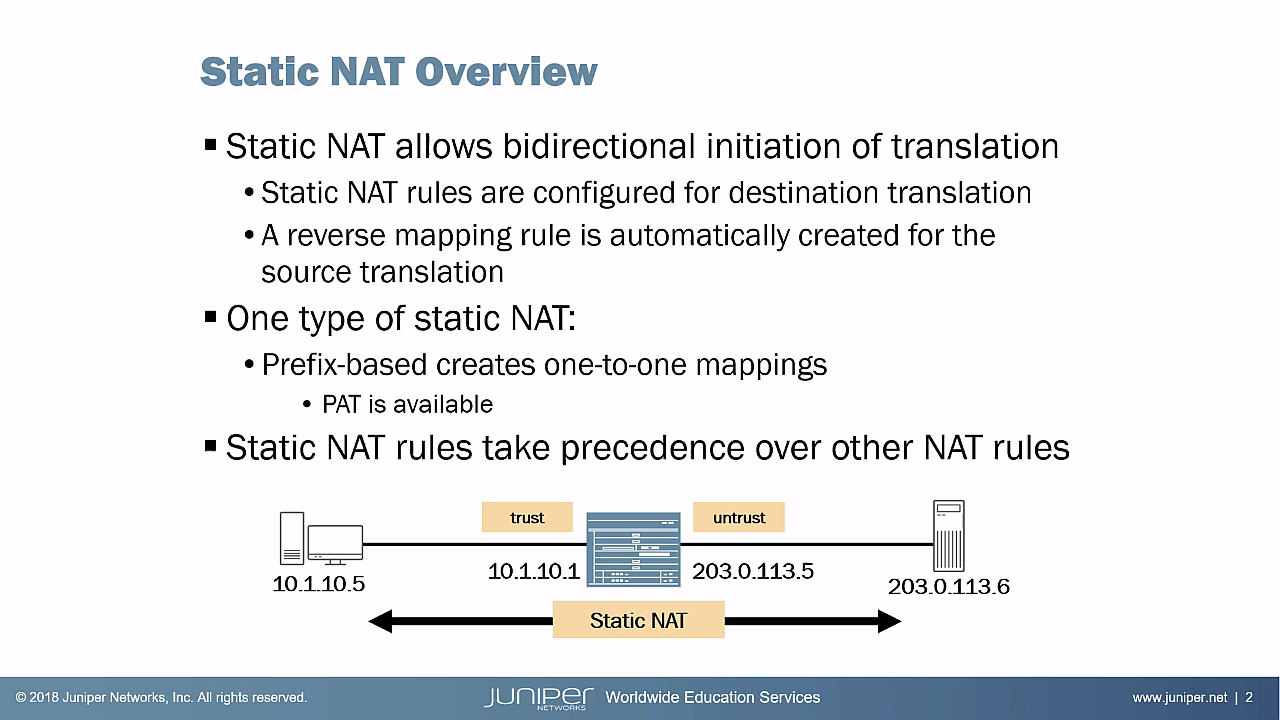 Static NAT Overview
▪ Static NAT allows bidirectional initiation of translation
• Static NAT rules are configured for destination translation
• A reverse mapping rule is automatically created for the
source translation
▪ One type of static NAT:
• Prefix-based creates one-to-one mappings
• PAT is available
▪ Static NAT rules take precedence over other NAT rules
trust
untrust
10.1.10.5
10.1.10.1
203.0.113.5
203.0.113.6
Static NAT
© 2018 Juniper Networks, Inc. All rights reserved.
JUNIPER
NETWORKS
Worldwide Education Services
www.juniper.net | 2